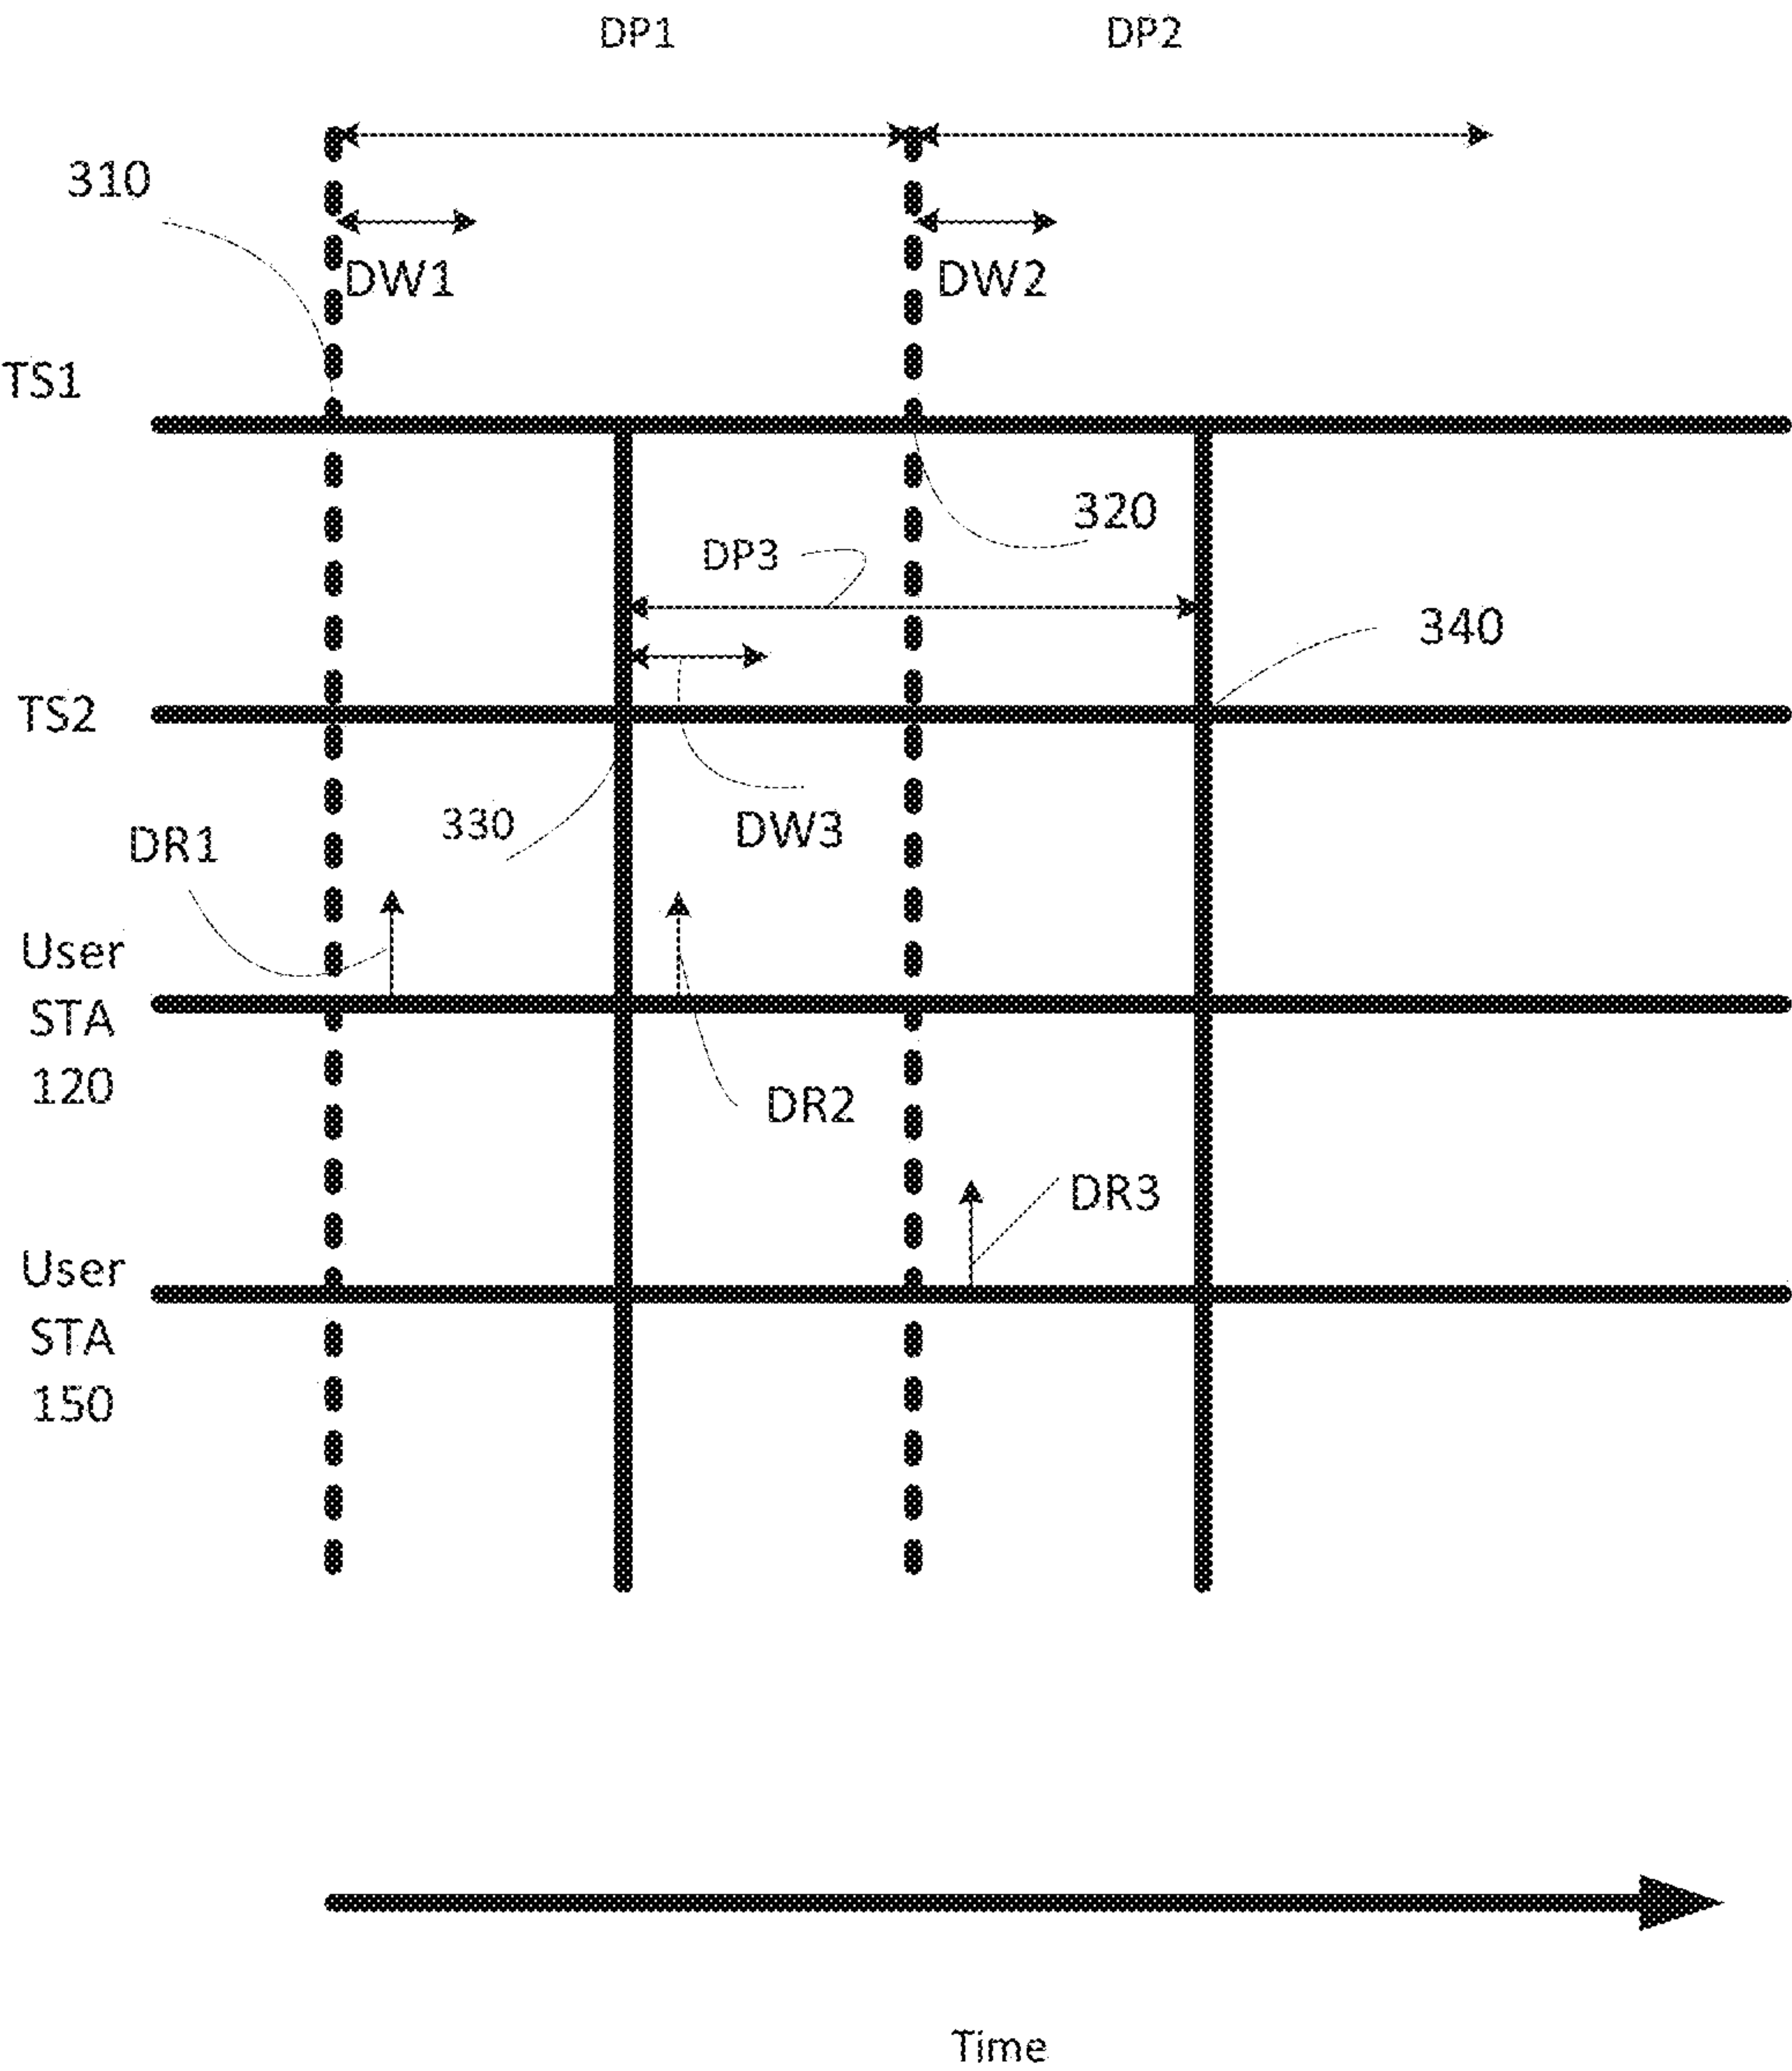 DP1
DP2
310
DW1
DW2
TS1
320
DP3
340
TS2
330
DW3
DR1
User
STA
120
DR2
DR3
User
STA
150
Time